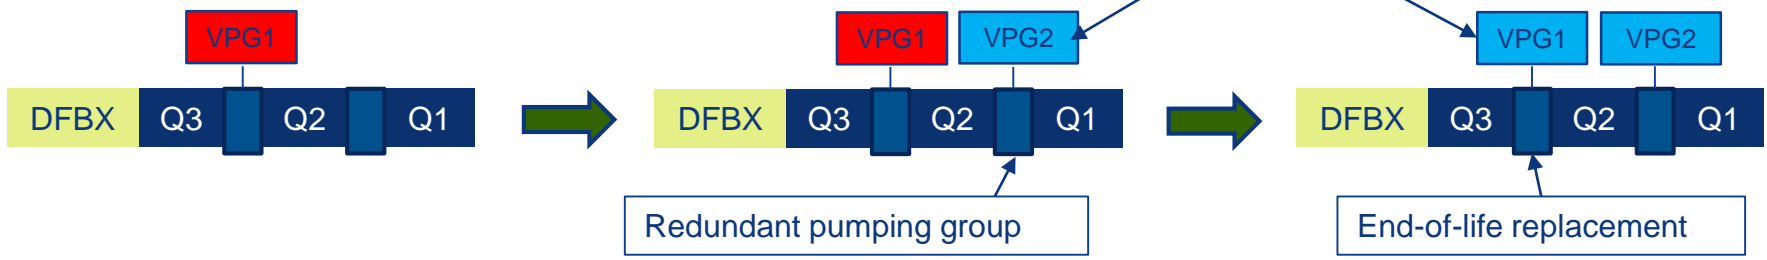 VPG1
DFBX Q3 Q2 Q1
VPG1 VPG2
DFBX Q3 Q2 Q1
Redundant pumping group
VPG1 VPG2
DFBX Q3 Q2 Q1
End-of-life replacement